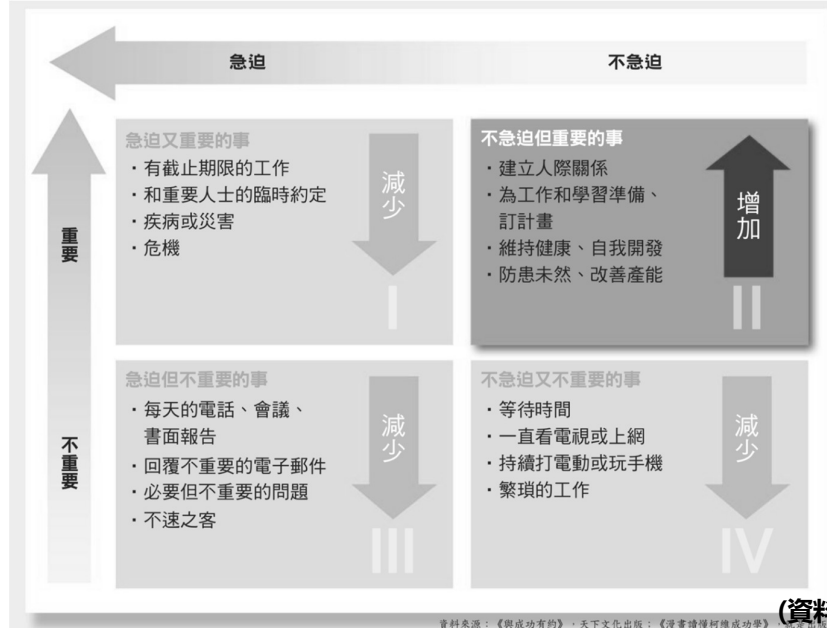 急迫
不急迫
重要
不重要
急迫又重要的事
・有截止期限的工作
・和重要人士的臨時約定
・疾病或災害
・危機
減少
I
不急迫但重要的事
・建立人際關係
・為工作和學習準備、
訂計畫
・維持健康、自我開發
・防患未然、改善產能
增加
II
急迫但不重要的事
・每天的電話、會議、
書面報告
・回覆不重要的電子郵件
・必要但不重要的問題
・不速之客
減少
III
不急迫又不重要的事
・等待時間
・一直看電視或上網
・持續打電動或玩手機
・繁瑣的工作
減少
IV
(資料
資料來源：《與成功有約》，天下文化出版；《漫畫讀懂柯維成功學》，